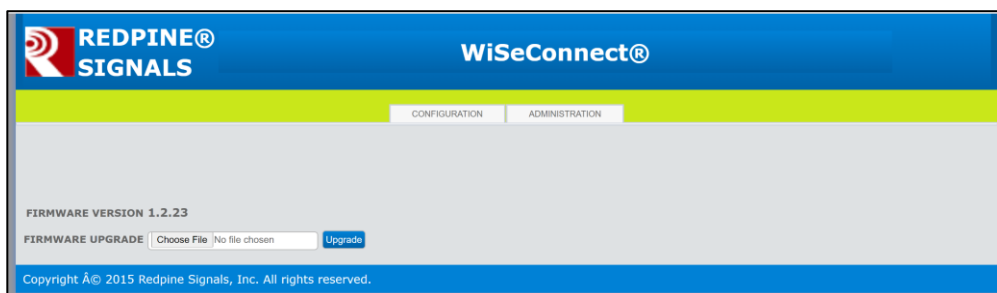 REDPINE®
SIGNALS
WiSeConnect®
CONFIGURATION ADMINISTRATION
FIRMWARE VERSION 1.2.23
FIRMWARE UPGRADE Choose File No file chosen Upgrade
Copyright Â© 2015 Redpine Signals, Inc. All rights reserved.